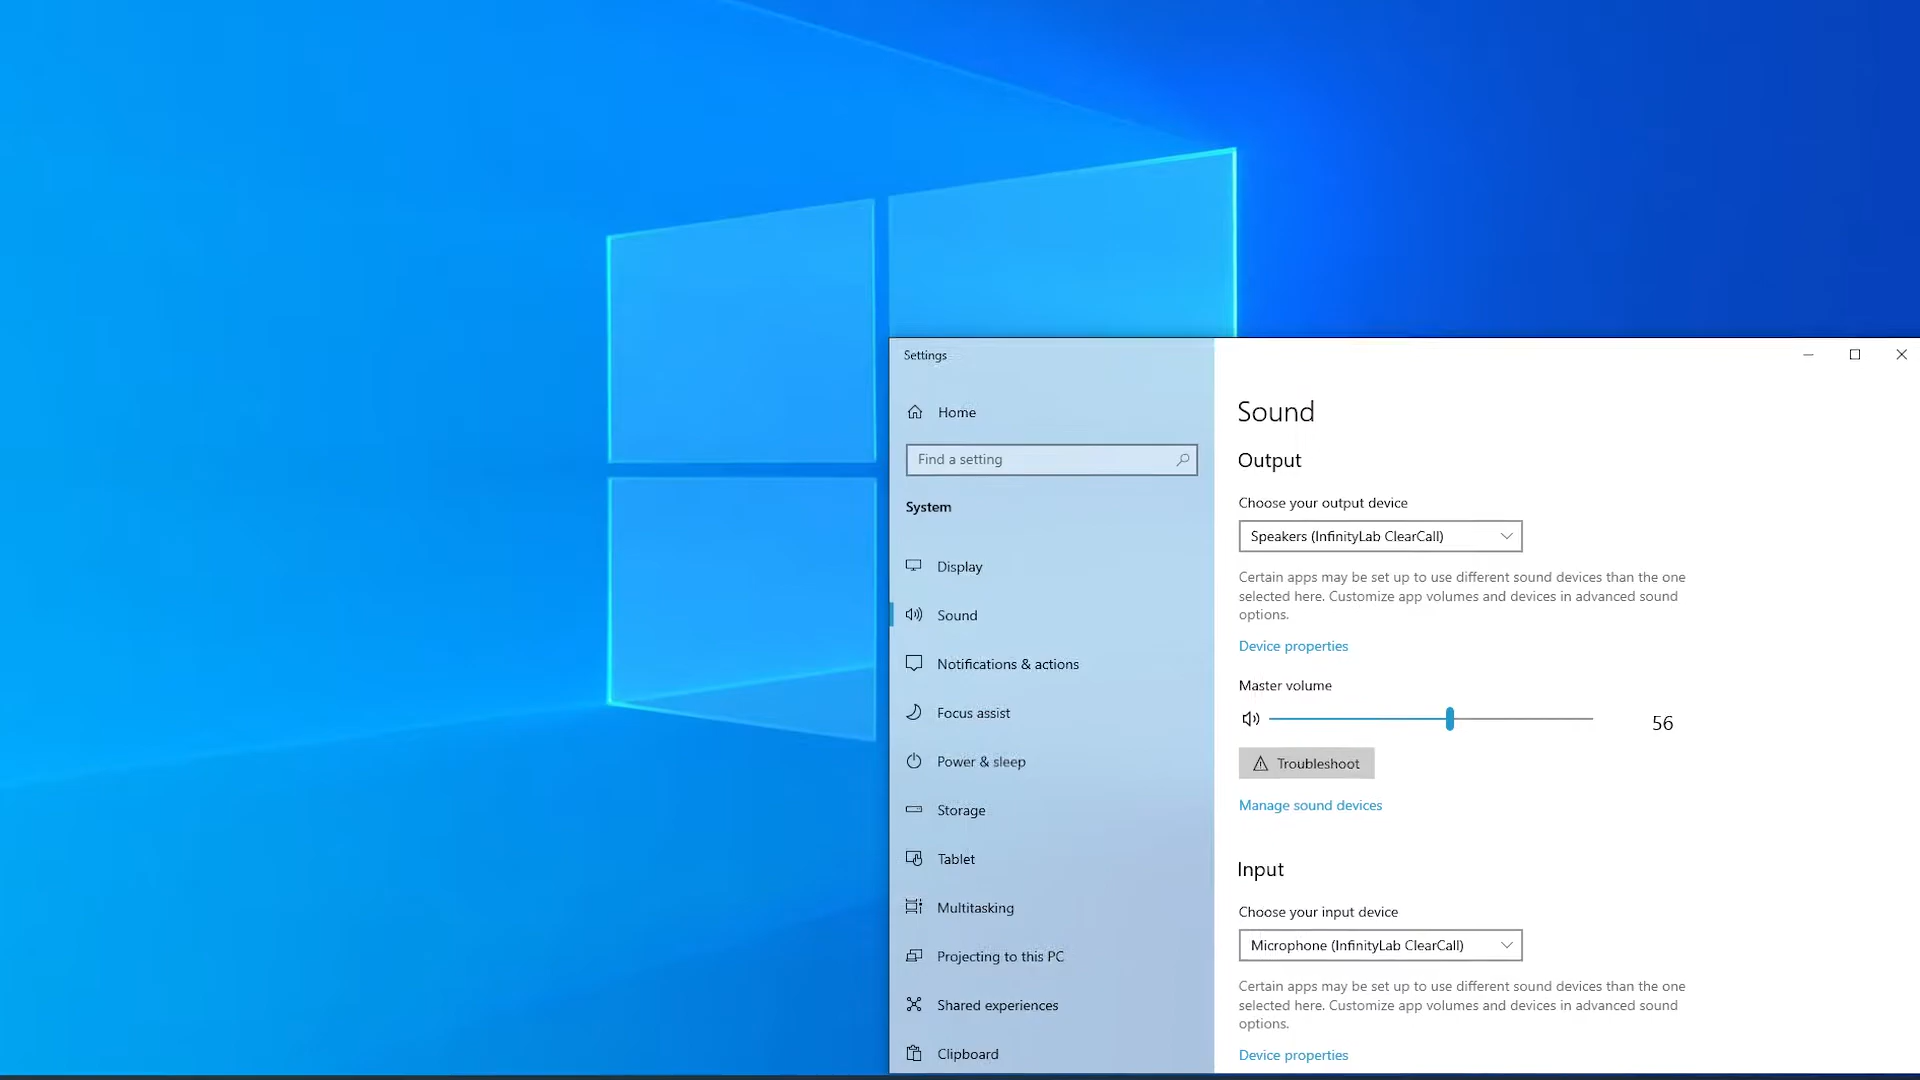 Settings
Home
Find a setting
System
Display
Sound
Notifications & actions
Focus assist
Power & sleep
Storage
Tablet
Multitasking
Projecting to this PC
Shared experiences
Clipboard
Sound
Output
Choose your output device
Speakers (InfinityLab ClearCall)
Certain apps may be set up to use different sound devices than the one
selected here. Customize app volumes and devices in advanced sound
options.
Device properties
Master volume
56
Troubleshoot
Manage sound devices
Input
Choose your input device
Microphone (InfinityLab ClearCall)
Certain apps may be set up to use different sound devices than the one
selected here. Customize app volumes and devices in advanced sound
options.
Device properties